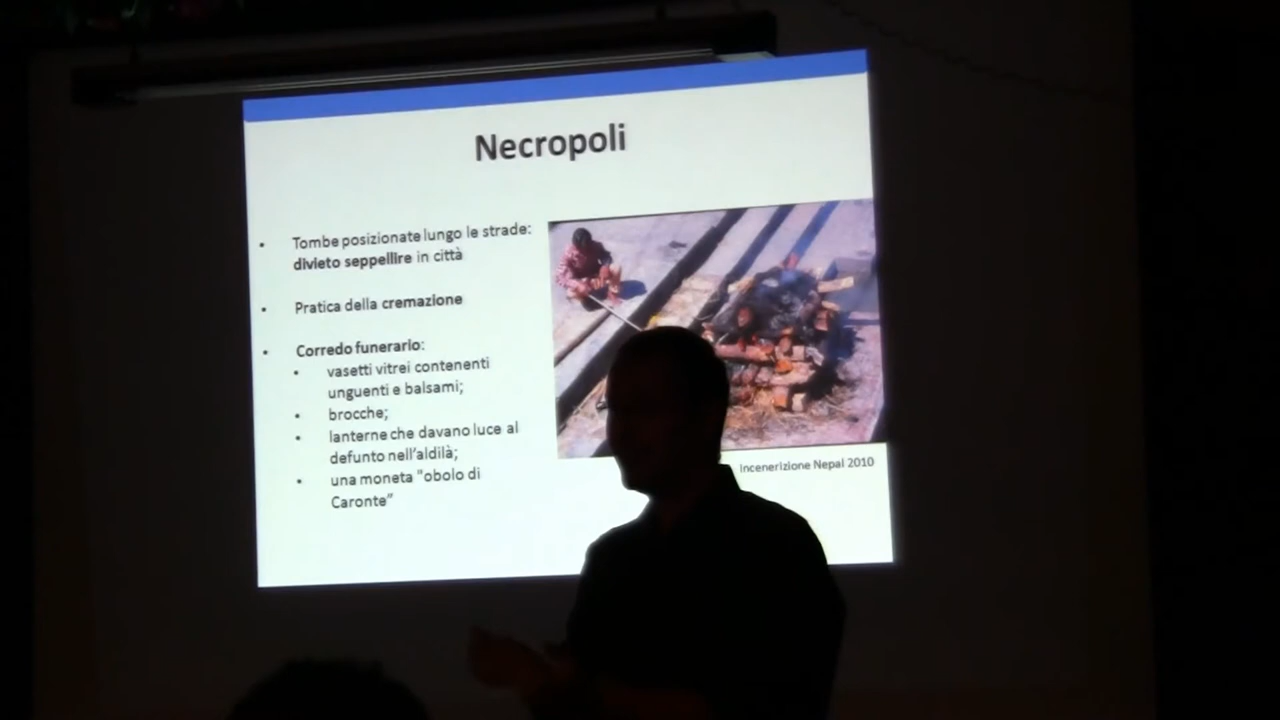 Necropoli
• Tombe posizionate lungo le strade:
divieto seppellire in città
• Pratica della cremazione
• Corredo funerario:
• vasetti vitrei contenenti
unguenti e balsami;
• brocche;
• lanterne che davano luce al
defunto nell'aldilà;
• una moneta "obolo di
Caronte”
Incenerizione Nepal 2010